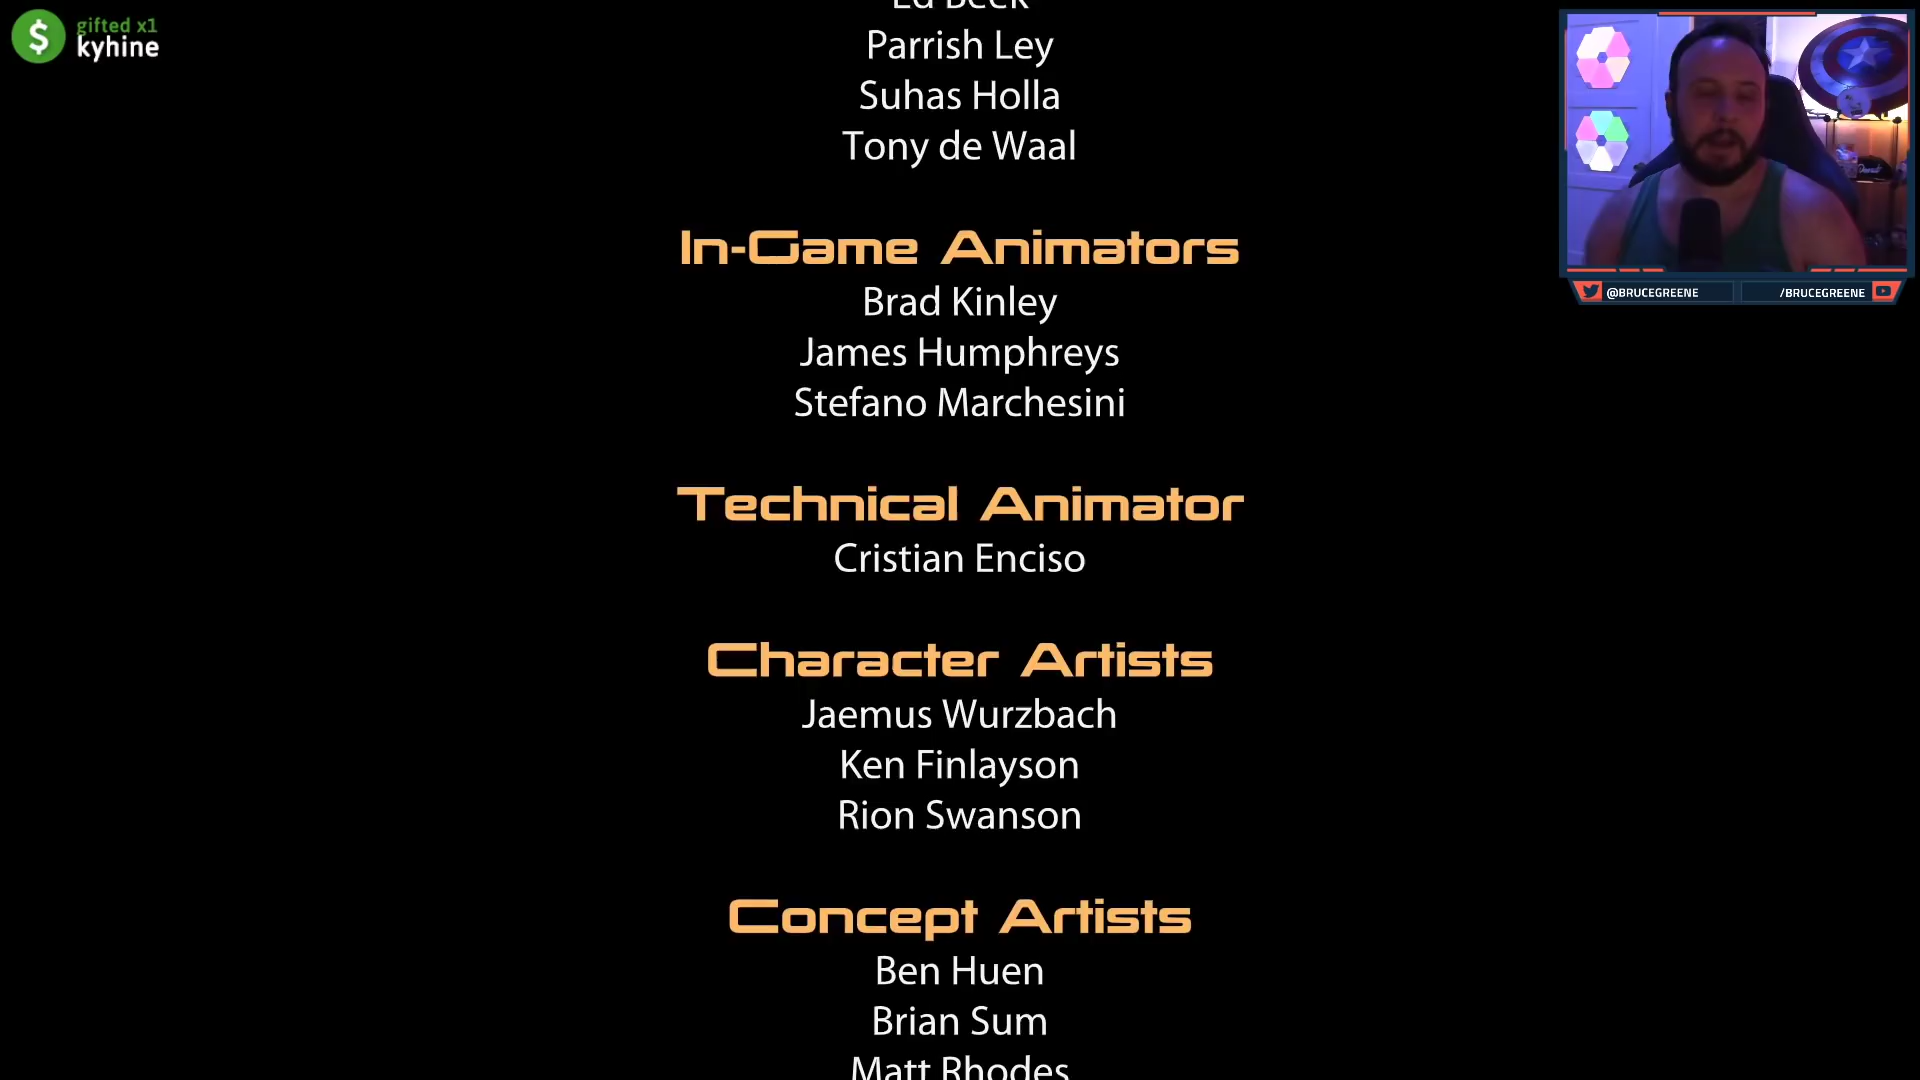 gifted x1
kyhine
Ed Beek
Parrish Ley
Suhas Holla
Tony de Waal
In-Game Animators
Brad Kinley
James Humphreys
Stefano Marchesini
Technical Animator
Cristian Enciso
Character Artists
Jaemus Wurzbach
Ken Finlayson
Rion Swanson
Concept Artists
Ben Huen
Brian Sum
Matt Rhodes
@BRUCEGREENE
/BRUCEGREENE